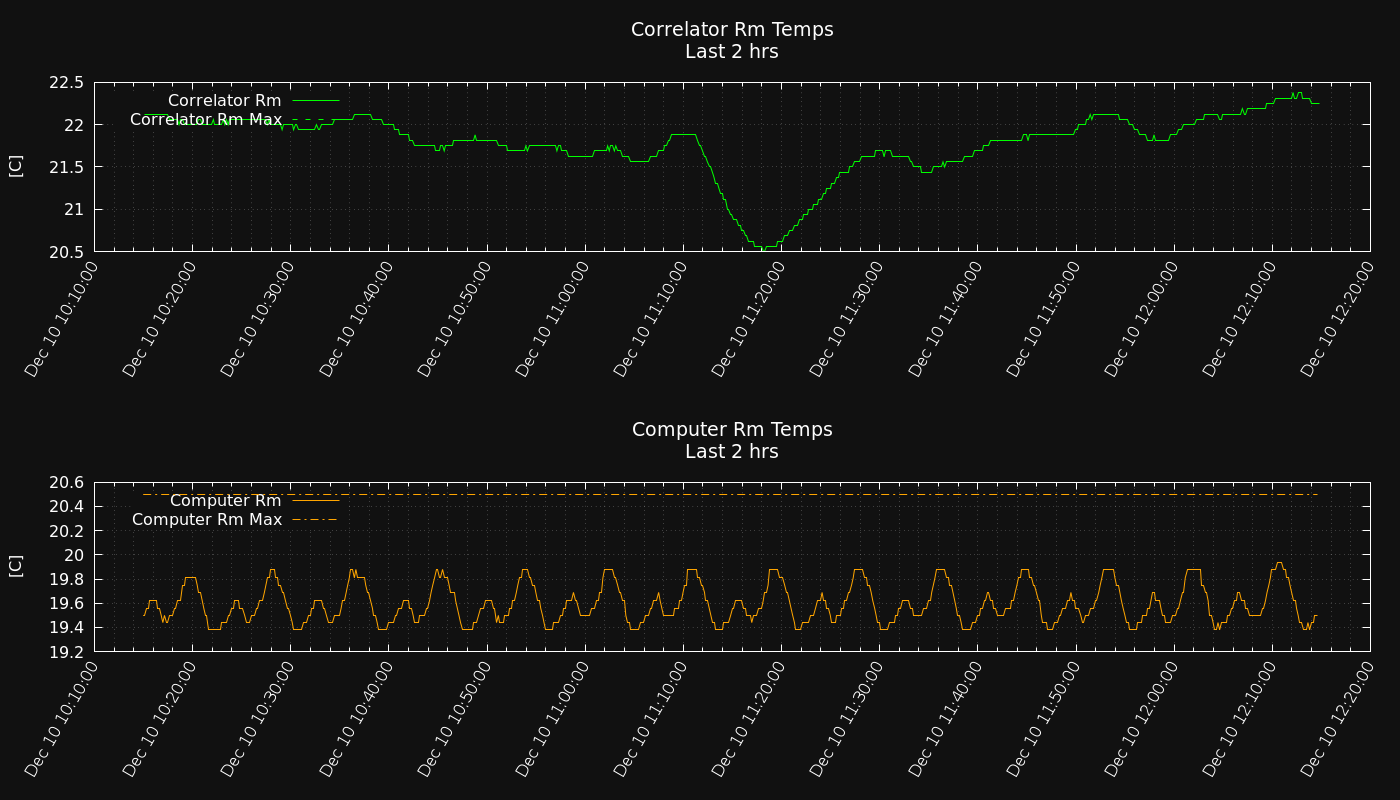 Correlator Rm Temps
Last 2 hrs
22.5
22
21.5
21
20.5
[C]
Correlator Rm
Correlator Rm Max
Dec 10 10:10:00
Dec 10 10:20:00
Dec 10 10:30:00
Dec 10 10:40:00
Dec 10 10:50:00
Dec 10 11:00:00
Dec 10 11:10:00
Dec 10 11:20:00
Dec 10 11:30:00
Dec 10 11:40:00
Dec 10 11:50:00
Dec 10 12:00:00
Dec 10 12:10:00
Dec 10 12:20:00
Computer Rm Temps
Last 2 hrs
20.6
20.4
20.2
20
19.8
19.6
19.4
19.2
[C]
Computer Rm
Computer Rm Max
Dec 10 10:10:00
Dec 10 10:20:00
Dec 10 10:30:00
Dec 10 10:40:00
Dec 10 10:50:00
Dec 10 11:00:00
Dec 10 11:10:00
Dec 10 11:20:00
Dec 10 11:30:00
Dec 10 11:40:00
Dec 10 11:50:00
Dec 10 12:00:00
Dec 10 12:10:00
Dec 10 12:20:00